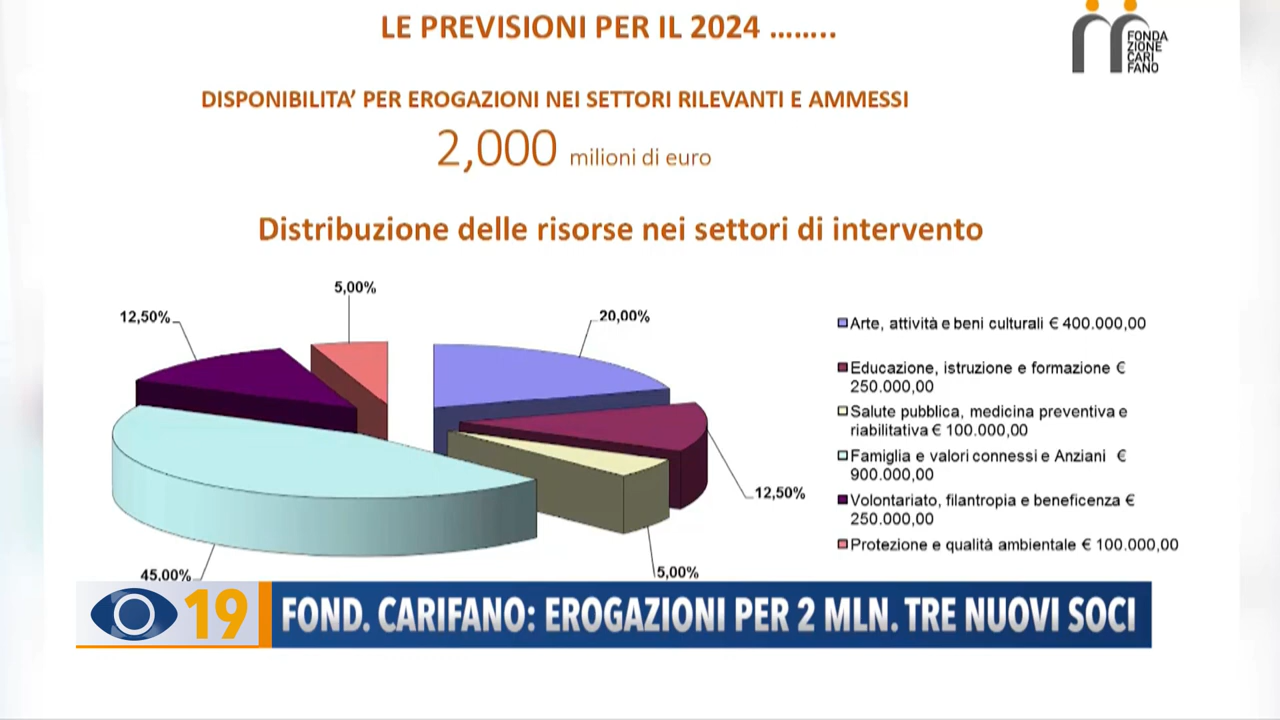 LE PREVISIONI PER IL 2024 ........
FONDA
ZIONE
CARI
FANO
DISPONIBILITA’ PER EROGAZIONI NEI SETTORI RILEVANTI E AMMESSI
2,000 milioni di euro
Distribuzione delle risorse nei settori di intervento
5,00%
12,50%
20,00%
12,50%
5,00%
45,00%
Arte, attività e beni culturali € 400.000,00
Educazione, istruzione e formazione €
250.000,00
Salute pubblica, medicina preventiva e
riabilitativa € 100.000,00
Famiglia e valori connessi e Anziani €
900.000,00
Volontariato, filantropia e beneficenza €
250.000,00
Protezione e qualità ambientale € 100.000,00
19
FOND. CARIFANO: EROGAZIONI PER 2 MLN. TRE NUOVI SOCI